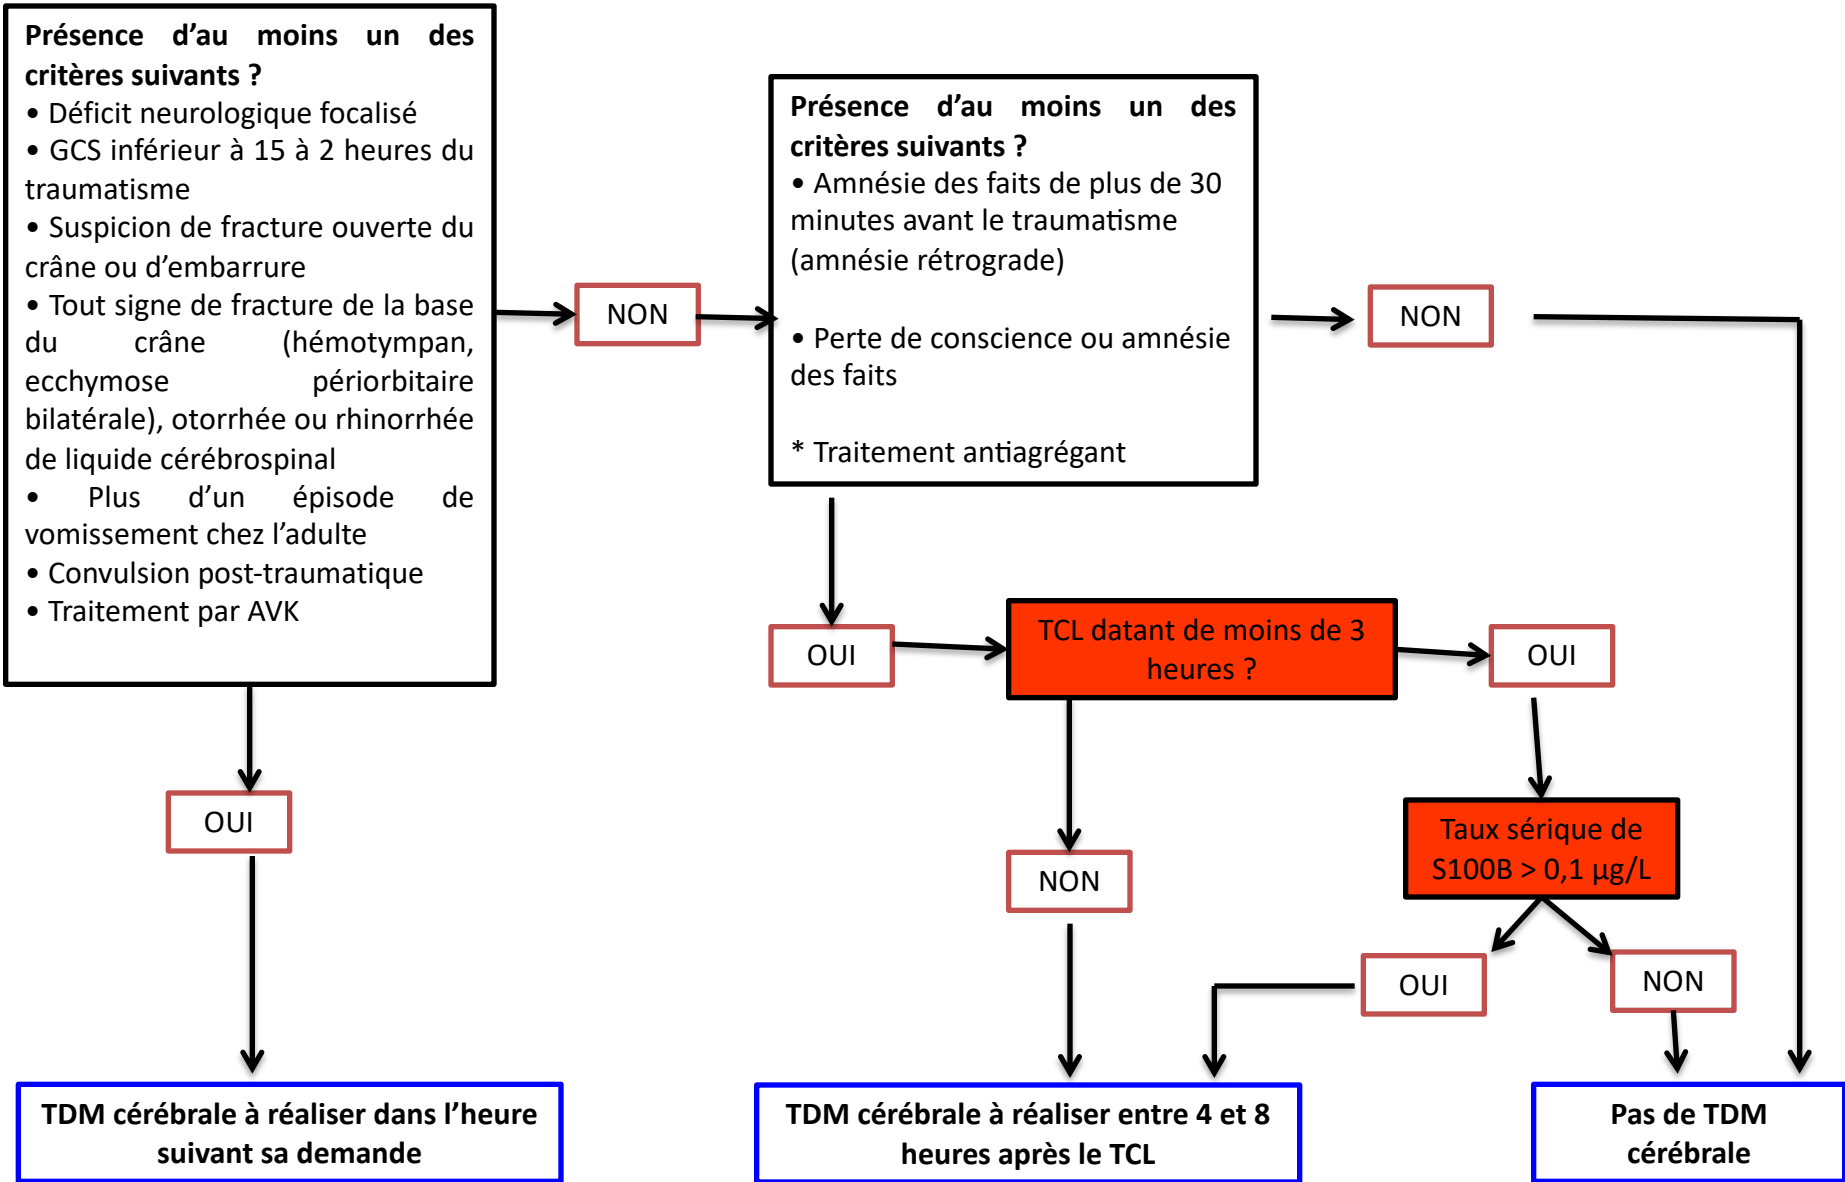 Présence d'au moins un des
critères suivants ?
• Déficit neurologique focalisé
• GCS inférieur à 15 à 2 heures du
traumatisme
• Suspicion de fracture ouverte du
crâne ou d'embarrure
• Tout signe de fracture de la base
du crâne (hémotympan,
ecchymose périorbitaire
bilatérale), otorrhée ou rhinorrhée
de liquide cérébrospinal
• Plus d'un épisode de
vomissement chez l'adulte
• Convulsion post-traumatique
• Traitement par AVK
NON
Présence d'au moins un des
critères suivants ?
• Amnésie des faits de plus de 30
minutes avant le traumatisme
(amnésie rétrograde)
• Perte de conscience ou amnésie
des faits
* Traitement antiagrégant
NON
OUI
TCL datant de moins de 3
heures ?
OUI
OUI
Taux sérique de
S100B > 0,1 µg/L
NON
OUI
NON
TDM cérébrale à réaliser dans l'heure
suivant sa demande
TDM cérébrale à réaliser entre 4 et 8
heures après le TCL
Pas de TDM
cérébrale